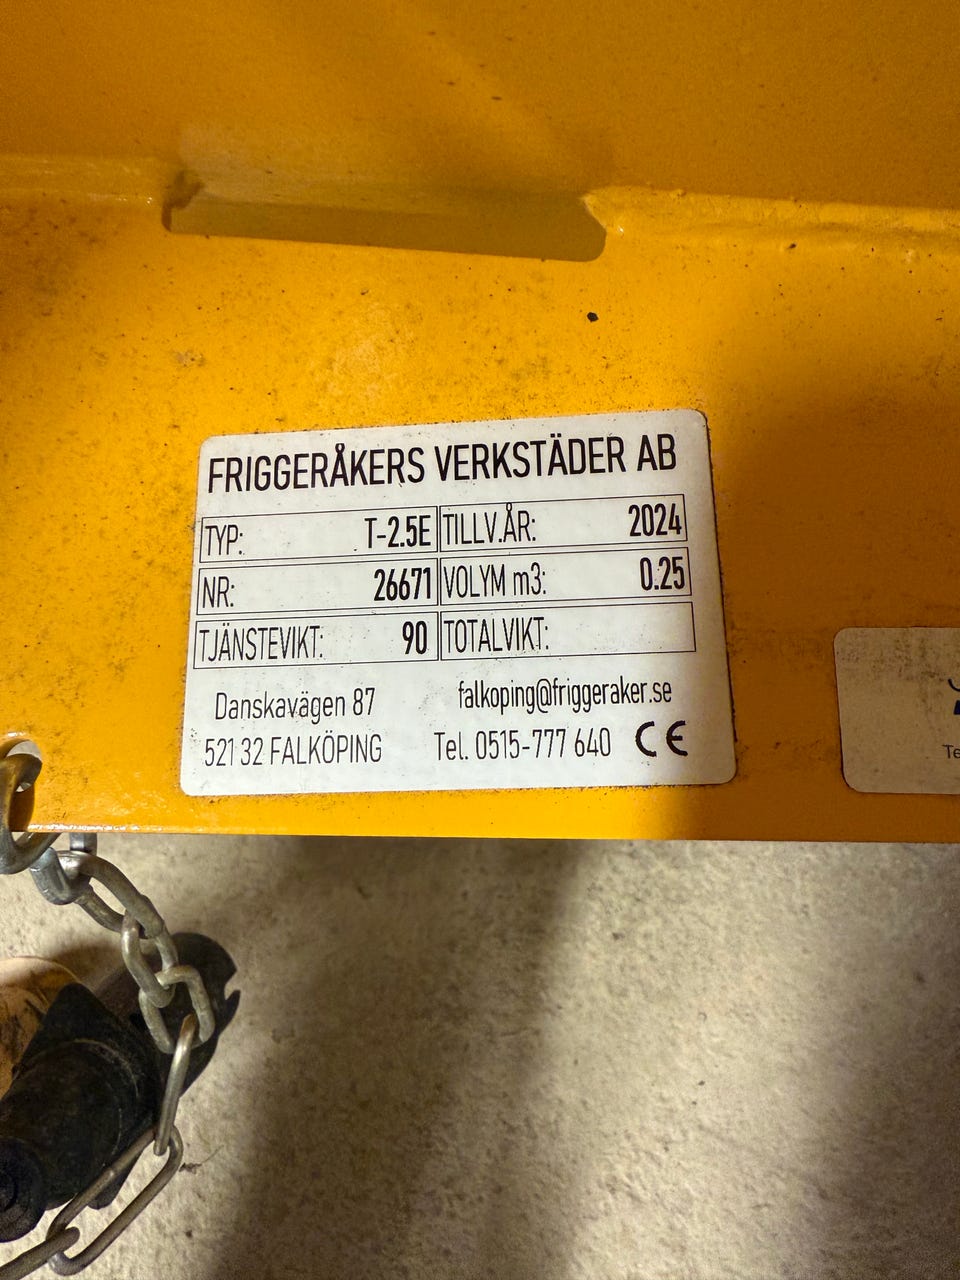 FRIGGERÅKERS VERKSTÄDER AB
TYP: T-2.5E TILLV.ÅR: 2024
NR: 26671 VOLYM m3: 0.25
TJÄNSTEVIKT: 90 TOTALVIKT:
Danskavägen 87 falkoping@friggeraker.se
521 32 FALKÖPING Tel. 0515-777 640 CE